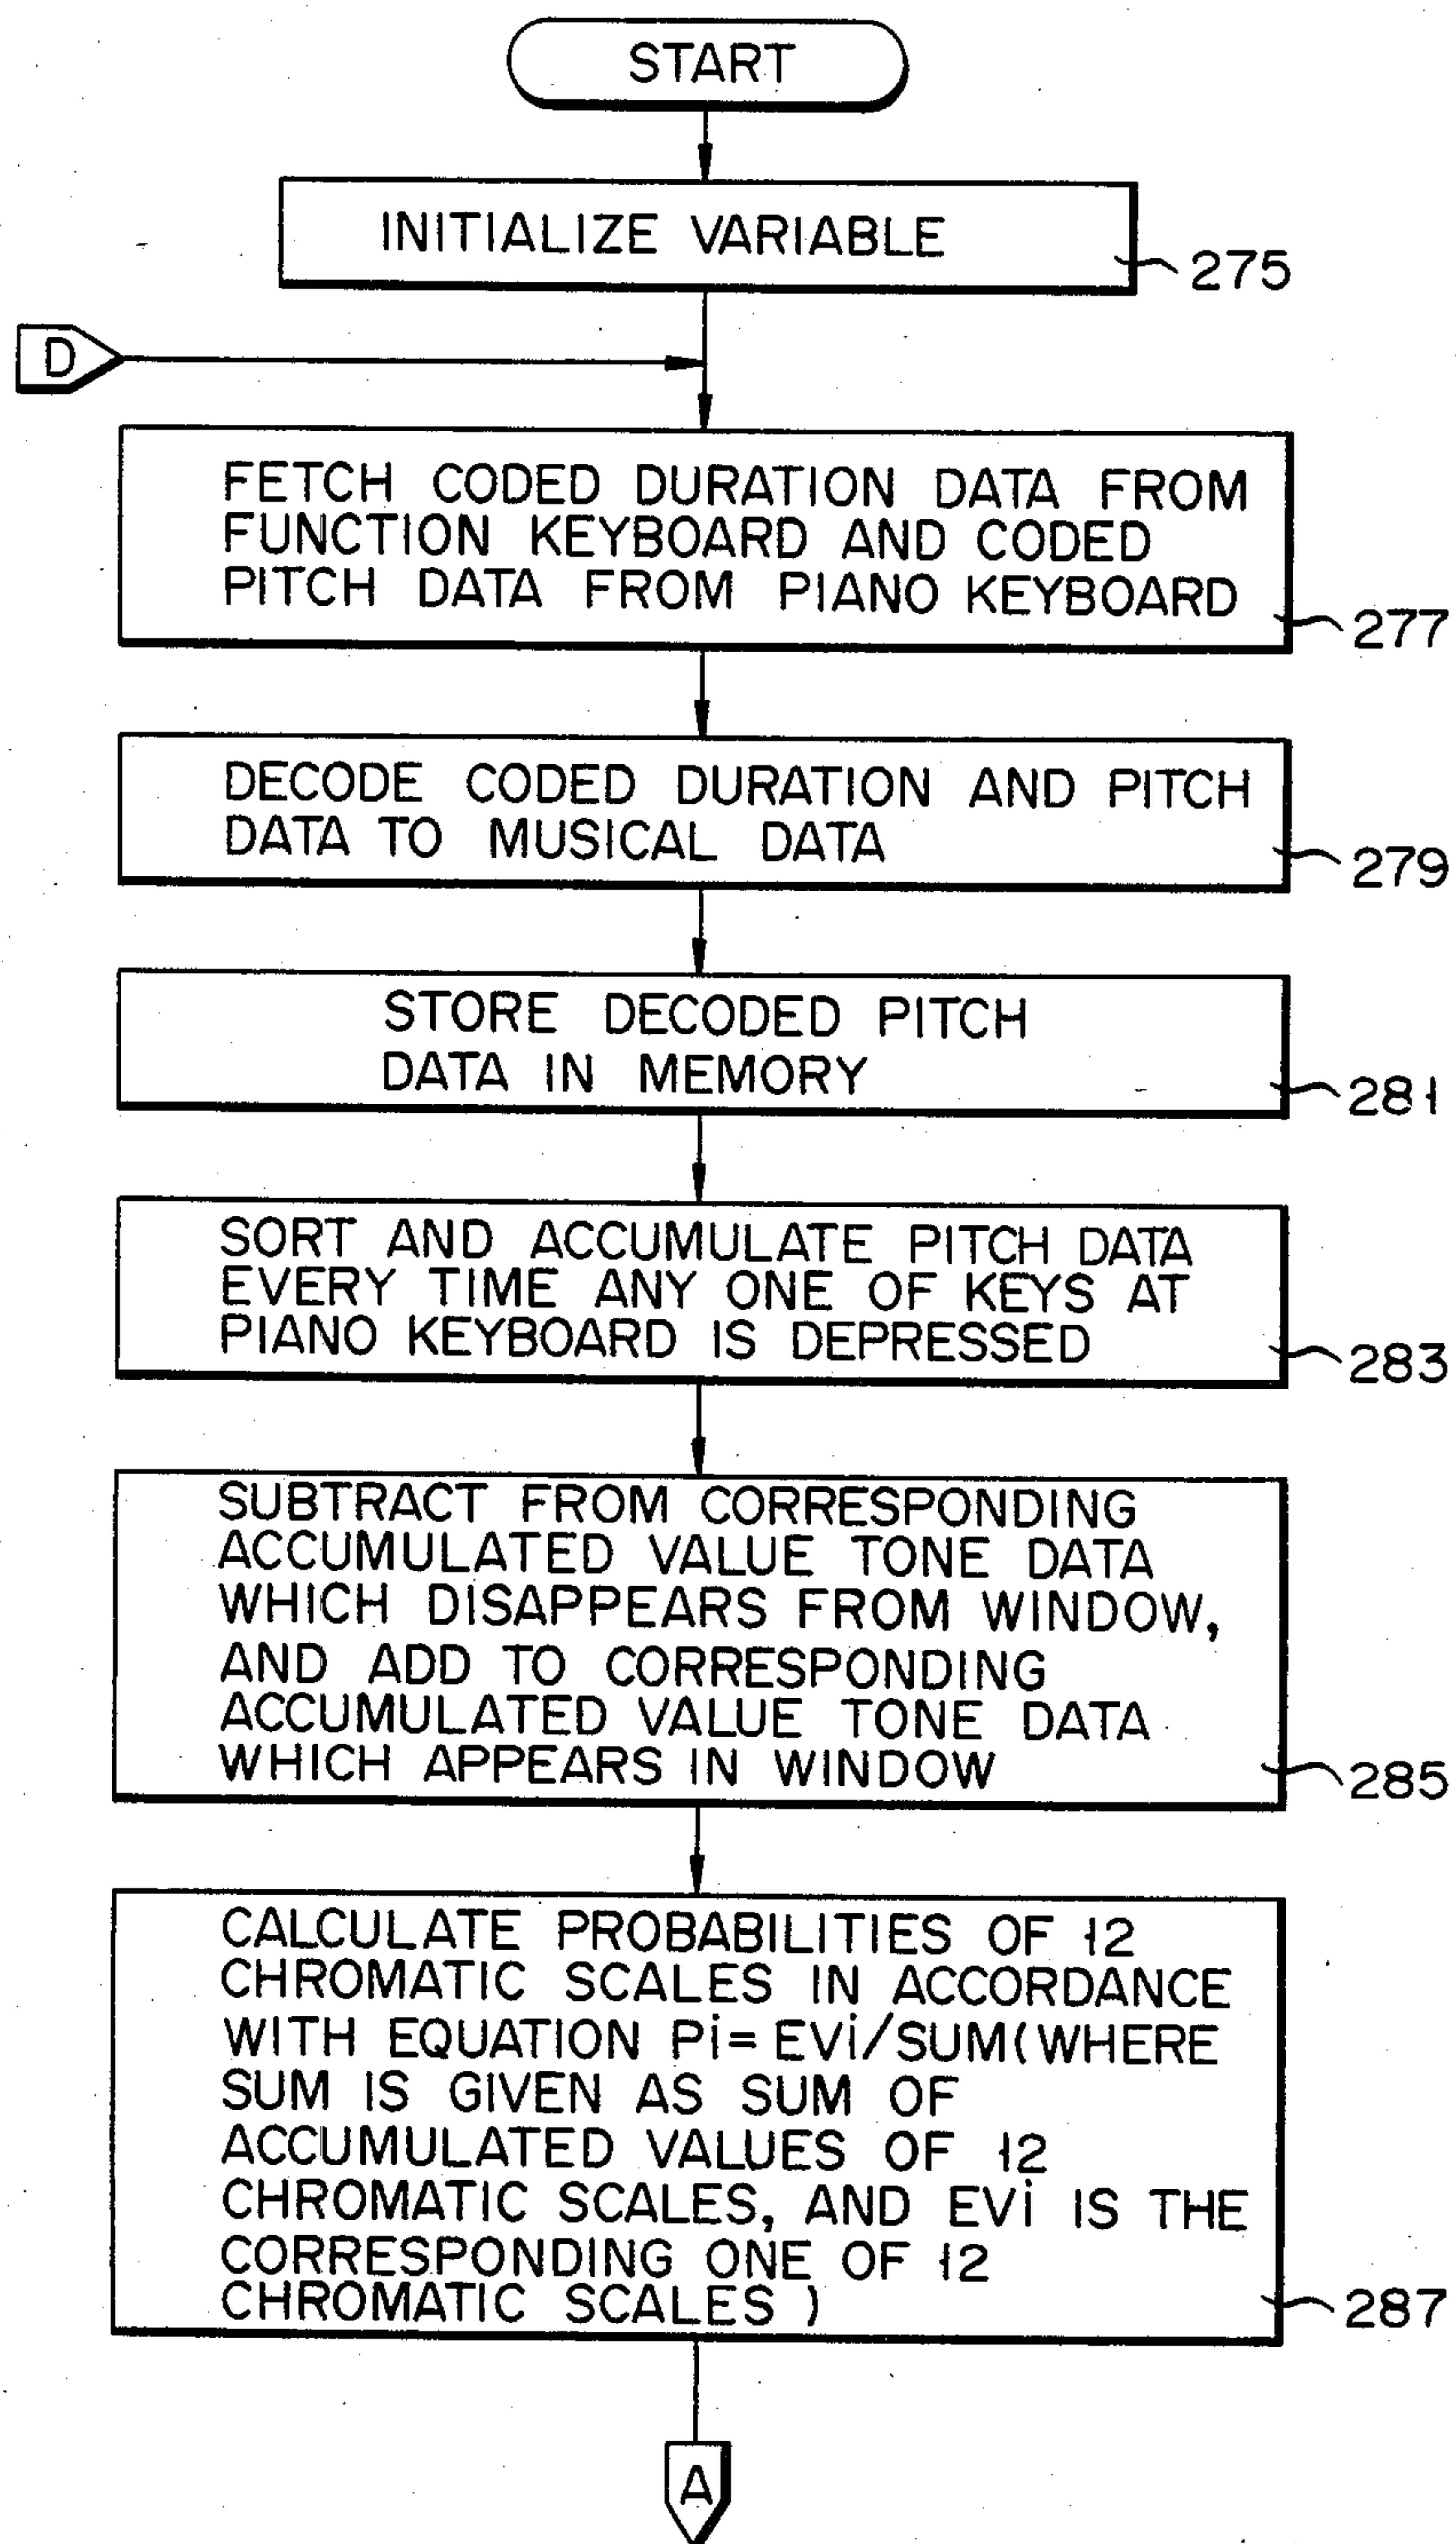 START
INITIALIZE VARIABLE
275
D
FETCH CODED DURATION DATA FROM
FUNCTION KEYBOARD AND CODED
PITCH DATA FROM PIANO KEYBOARD
277
DECODE CODED DURATION AND PITCH
DATA TO MUSICAL DATA
279
STORE DECODED PITCH
DATA IN MEMORY
281
SORT AND ACCUMULATE PITCH DATA
EVERY TIME ANY ONE OF KEYS AT
PIANO KEYBOARD IS DEPRESSED
283
SUBTRACT FROM CORRESPONDING
ACCUMULATED VALUE TONE DATA
WHICH DISAPPEARS FROM WINDOW,
AND ADD TO CORRESPONDING
ACCUMULATED VALUE TONE DATA
WHICH APPEARS IN WINDOW
285
CALCULATE PROBABILITIES OF 12
CHROMATIC SCALES IN ACCORDANCE
WITH EQUATION Pi=EVi/SUM(WHERE
SUM IS GIVEN AS SUM OF
ACCUMULATED VALUES OF 12
CHROMATIC SCALES, AND EVi IS THE
CORRESPONDING ONE OF 12
CHROMATIC SCALES)
287
A